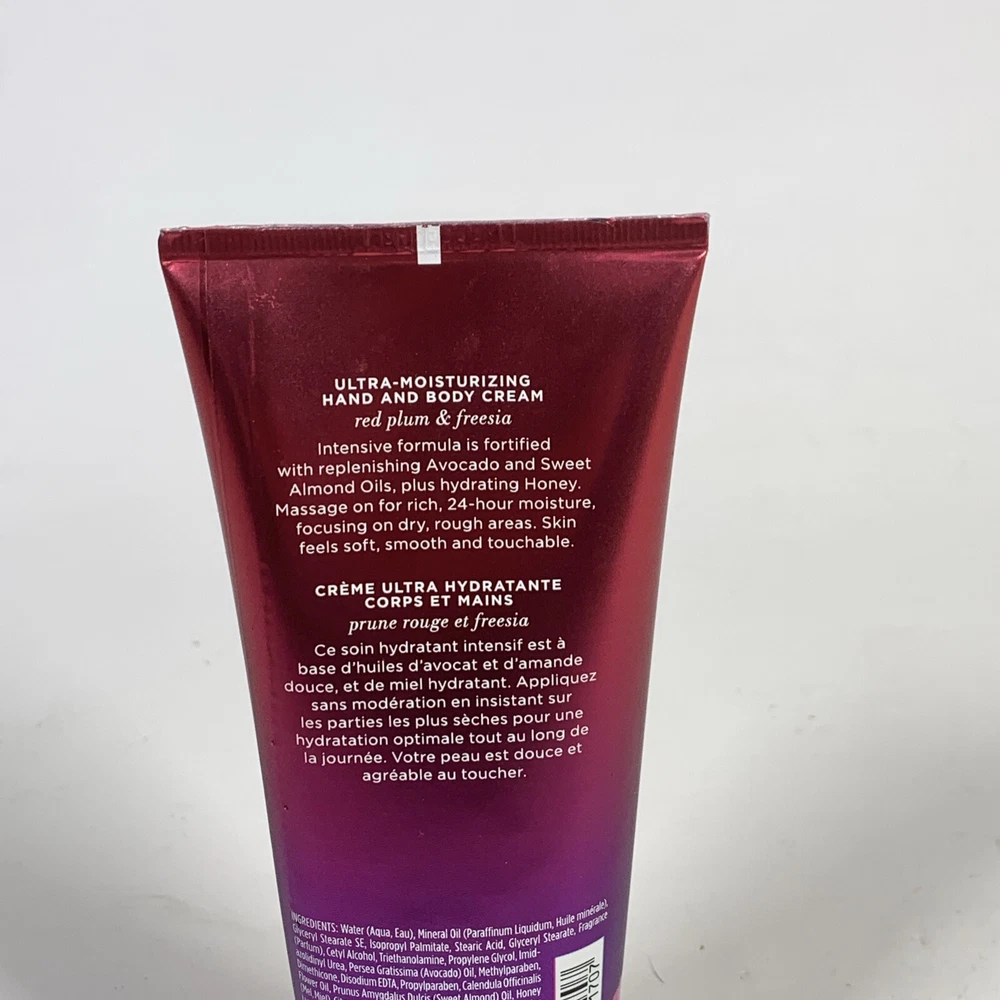 ULTRA-MOISTURIZING
HAND AND BODY CREAM
red plum & freesia
Intensive formula is fortified
with replenishing Avocado and Sweet
Almond Oils, plus hydrating Honey.
Massage on for rich, 24-hour moisture,
focusing on dry, rough areas. Skin
feels soft, smooth and touchable.
CRÈME ULTRA HYDRATANTE
CORPS ET MAINS
prune rouge et freesia
Ce soin hydratant intensif est à
base d'huiles d'avocat et d'amande
douce, et de miel hydratant. Appliquez
sans modération en insistant sur
les parties les plus sèches pour une
hydratation optimale tout au long de
la journée. Votre peau est douce et
agréable au toucher.
INGREDIENTS: Water (Aqua, Eau), Mineral Oil (Paraffinum Liquidum, Huile minérale),
Glyceryl Stearate SE, Isopropyl Palmitate, Stearic Acid, Glyceryl Stearate, Fragrance
(Parfum), Cetyl Alcohol, Triethanolamine, Propylene Glycol, Imid-
azolidinyl Urea, Persea Gratissima (Avocado) Oil, Methylparaben,
Dimethicone, Disodium EDTA, Propylparaben, Calendula Officinalis
Flower Oil, Prunus Amygdalus Dulcis (Sweet Almond) Oil, Honey
(Mel, Miel),
1707